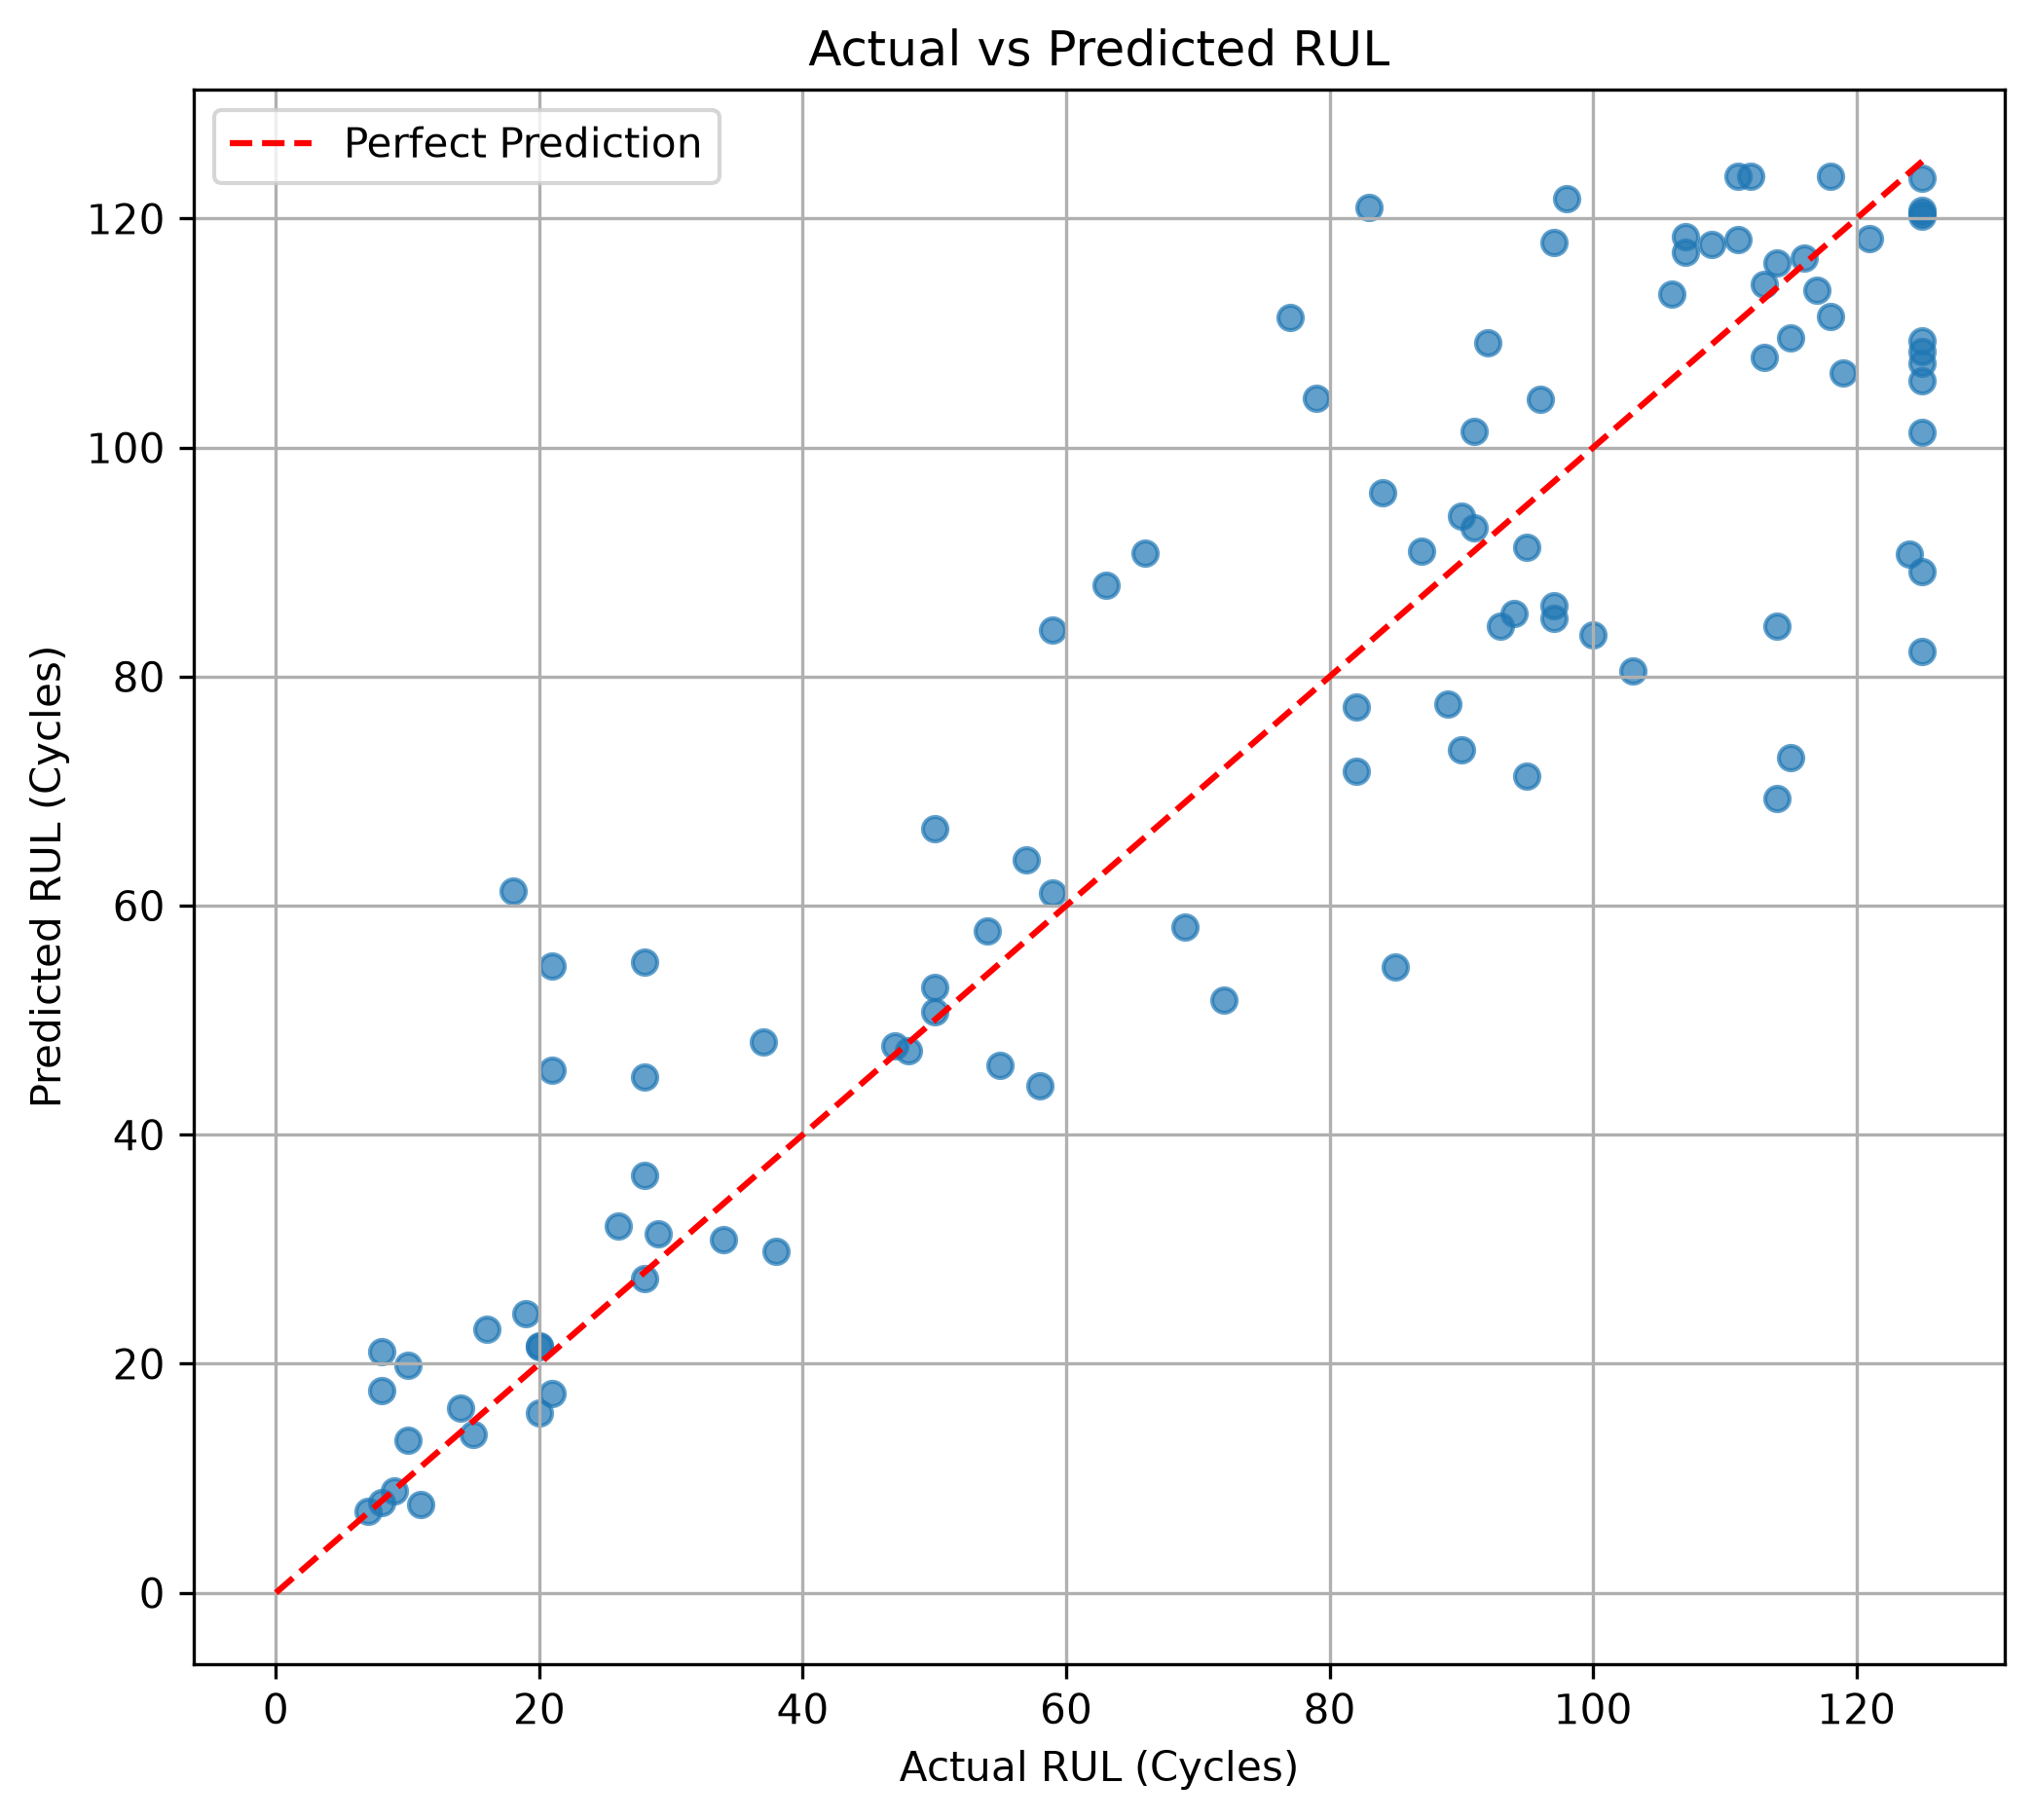 Actual vs Predicted RUL
Perfect Prediction
120
100
80
60
40
20
0
Predicted RUL (Cycles)
0 20 40 60 80 100 120
Actual RUL (Cycles)